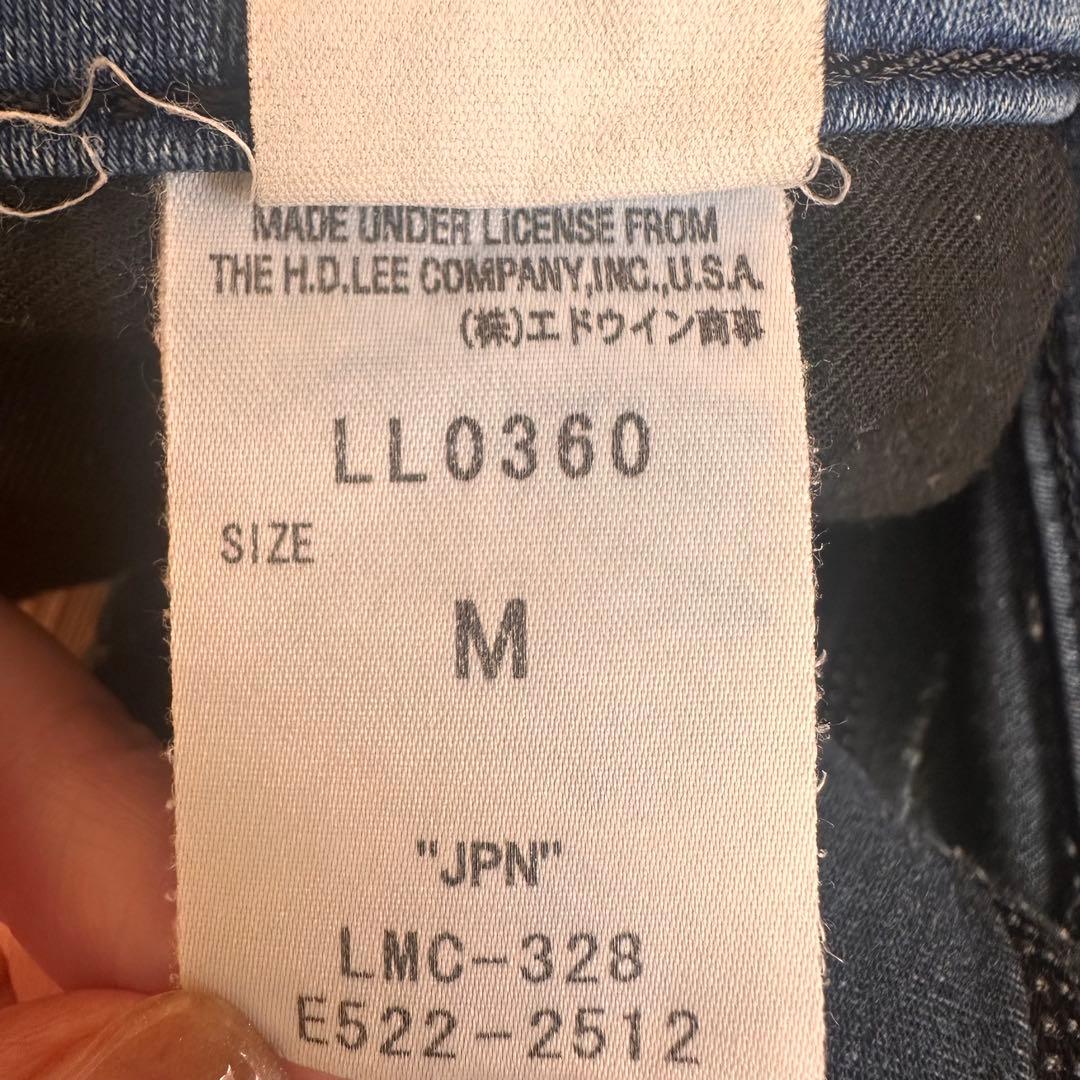 MADE UNDER LICENSE FROM
THE H.D.LEE COMPANY,INC.,U.S.A.
(株)エドウイン商事
LL0360
SIZE
M
"JPN"
LMC-328
E522-2512